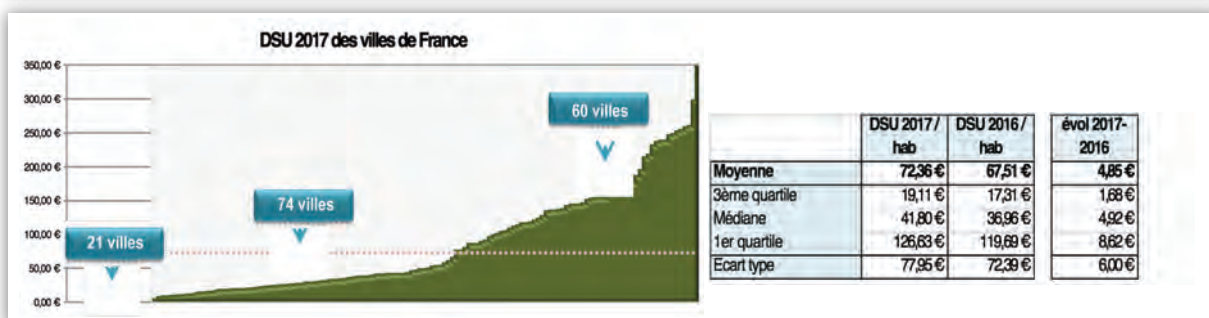 DSU 2017 des villes de France
350,00 €
300,00 €
250,00 €
200,00 €
150,00 €
100,00 €
50,00 €
0,00 €
21 villes
74 villes
60 villes
DSU 2017 / hab DSU 2016 / hab évol 2017-2016
Moyenne 72,36 € 67,51 € 4,85 €
3ème quartile 19,11 € 17,31 € 1,68 €
Médiane 41,80 € 36,96 € 4,92 €
1er quartile 126,63 € 119,69 € 8,62 €
Ecart type 77,95 € 72,39 € 6,00 €